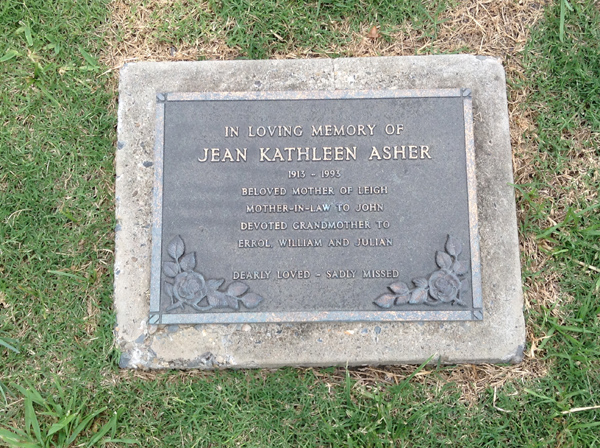 IN LOVING MEMORY OF
JEAN KATHLEEN ASHER
1913 - 1993
BELOVED MOTHER OF LEIGH
MOTHER-IN-LAW TO JOHN
DEVOTED GRANDMOTHER TO
ERROL, WILLIAM AND JULIAN
DEARLY LOVED - SADLY MISSED